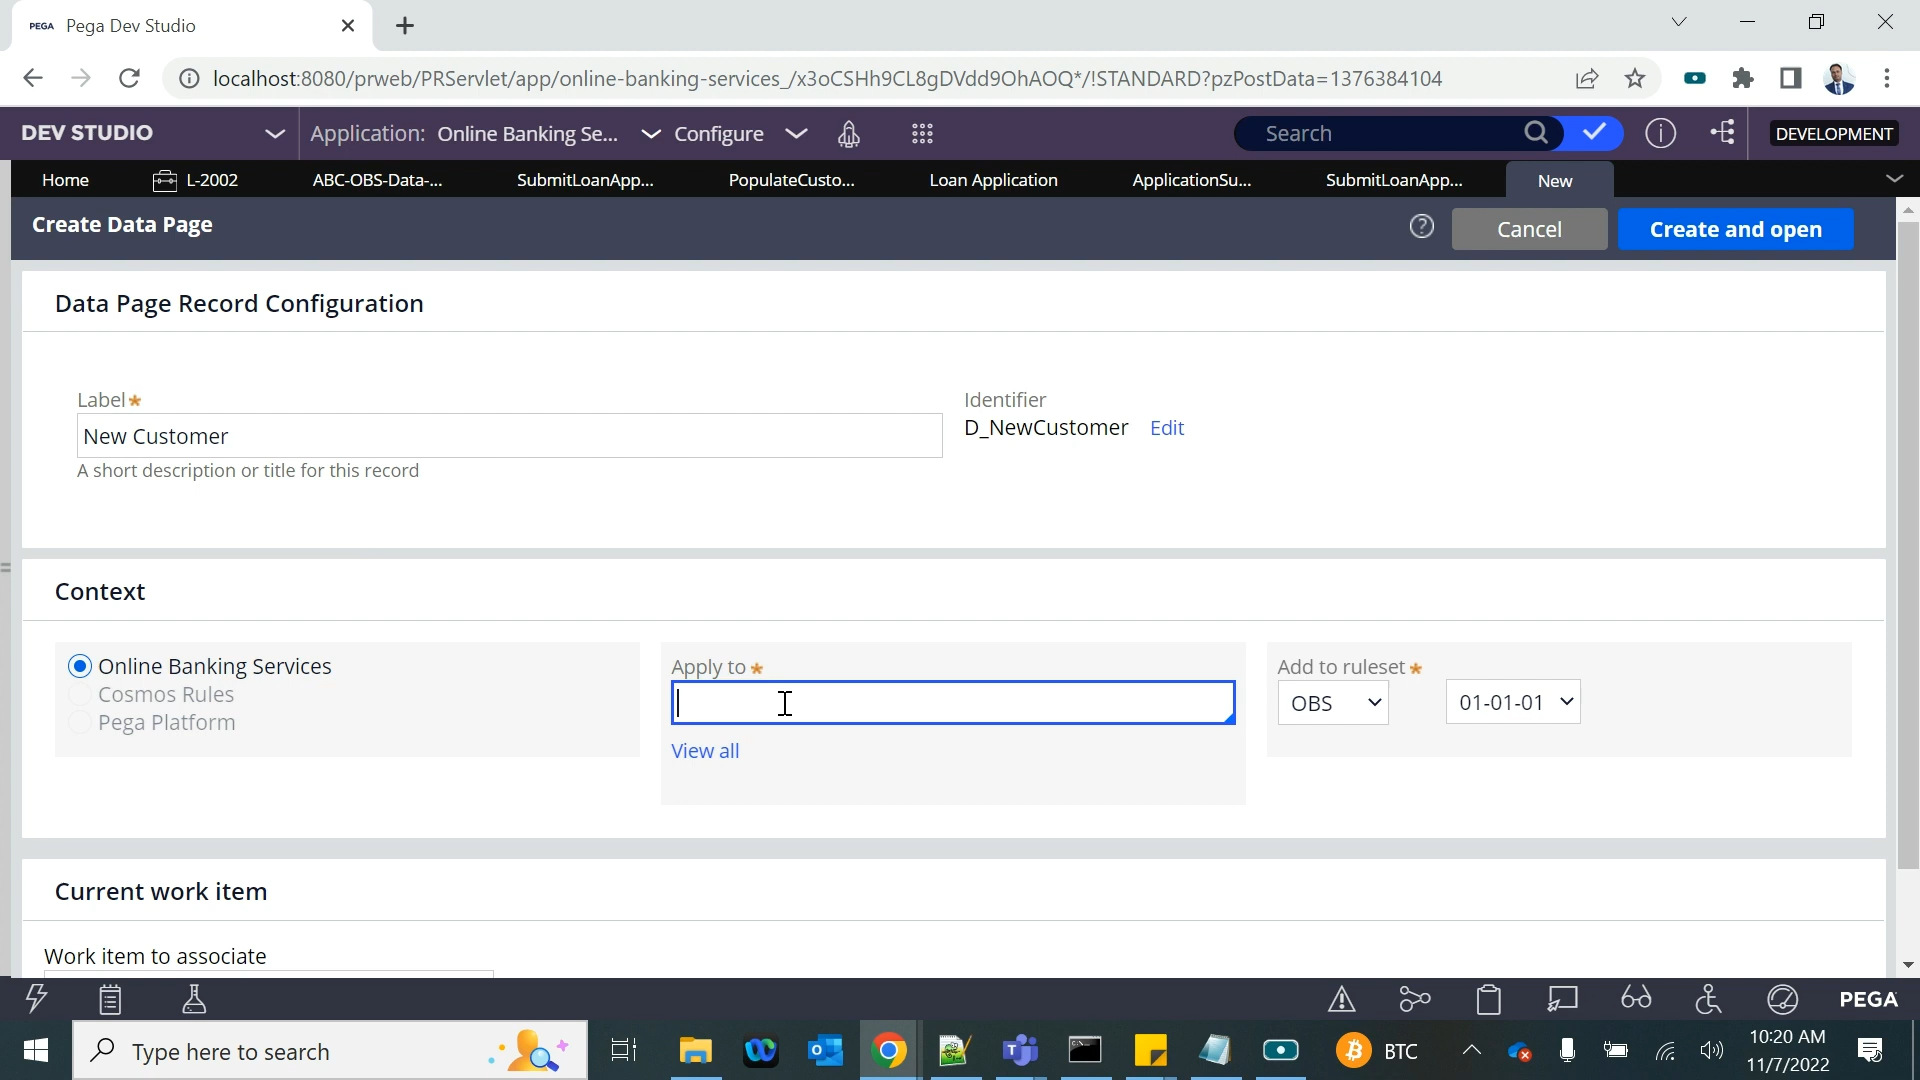 PEGA Pega Dev Studio
localhost:8080/prweb/PRServlet/app/online-banking-services_/x3oCSHh9CL8gDVdd9OhAOQ*/!STANDARD?pzPostData=1376384104
DEV STUDIO Application: Online Banking Se... Configure Search DEVELOPMENT
Home L-2002 ABC-OBS-Data-... SubmitLoanApp... PopulateCusto... Loan Application ApplicationSu... SubmitLoanApp... New
Create Data Page Cancel Create and open
Data Page Record Configuration
Label* Identifier
New Customer D_NewCustomer Edit
A short description or title for this record
Context
Online Banking Services Apply to* Add to ruleset*
Cosmos Rules OBS 01-01-01
Pega Platform
View all
Current work item
Work item to associate
PEGA
Type here to search BTC 10:20 AM
11/7/2022